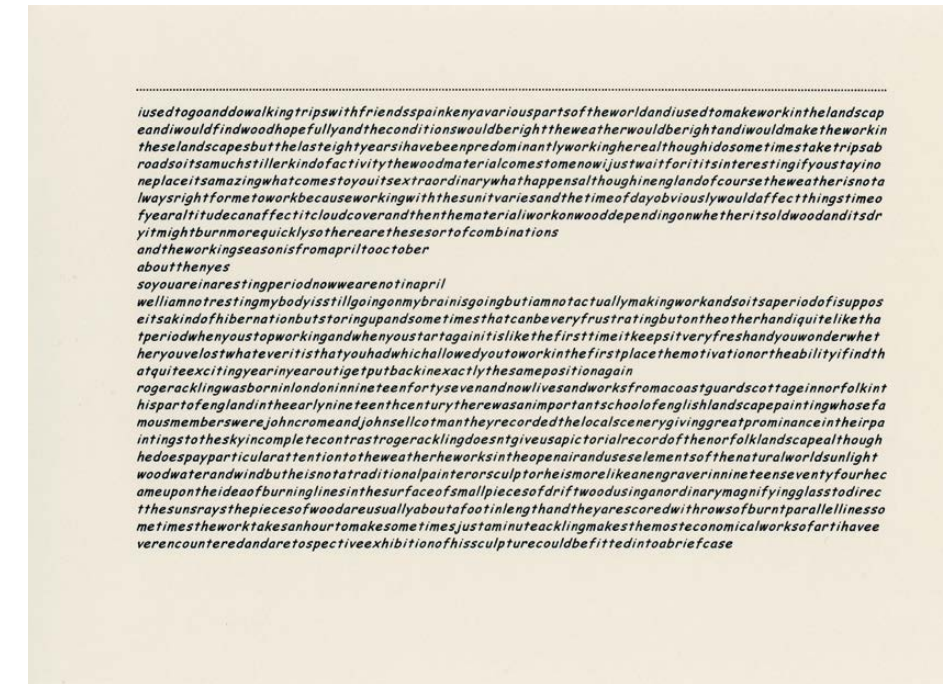 iusedtogoanddowalkingtripswithfriendsspainkenyavariouspartsoftheworldandiusedtomakeworkinthelandscap
eandiwouldfindwoodhopefullyandtheconditionswouldberighttheweatherwouldberightandiwouldmaketheworkin
theselandscapesbutthelasteightyearsihavebeenpredominantlyworkingherealthoughidosometimestaketripsab
roadsoitsamuchstillerkindofactivitythewoodmaterialcomestomenowijustwaitforititsinterestingifyoustayino
neplaceitsamazingwhatcomestoyouitsextraordinarywhathappensalthoughinenglandofcoursetheweatherisnota
lwaysrightformetoworkbecauseworkingwiththesunitvariesandthetimeofdayobviouslywouldaffectthingstimeo
fyearaltitudecanaffectitcloudcoverandthenthematerialiworkonwooddependingonwhetheritsoldwoodanditsdr
yitmightburnmorequicklysotherearethesesortofcombinations
andtheworkingseasonisfromapriltooctober
aboutthenyes
soyouareinarestingperiodnowwearenotinapril
welliamnotrestingmybodyisstillgoingonmybrainisgoingbutiamnotactuallymakingworkandsoitsaperiodofisuppos
eitsakindofhibernationbutstoringupandsometimesthatcanbeveryfrustratingbutontheotherhandiquiteliketha
tperiodwhenyoustopworkingandwhenyoustartagainitislikethefirsttimeitkeepsitveryfreshandyouwonderwhet
heryouvelostwhateveritisthatyouhadwhichallowedyoutoworkinthefirstplacethemotivationortheabilityifindth
atquiteexcitingyearinyearoutigetputbackinexactlythesamepositionagain
rogeracklingwasborninlondoninnineteenfortysevenandnowlivesandworksfromacoastguardscottageinnorfolkint
hispartofenglandintheearlynineteenthcenturytherewasanimportantschoolofenglishlandscapepaintingwhosefa
mousmemberswerejohncromeandjohnsellcotmantheyrecordedthelocalscenerygivinggreatprominanceintheirpa
intingstotheskyincompletecontrastrogeracklingdoesntgiveusapictorialrecordofthenorfolklandscapealthough
hedoespayparticularattentiontotheweatherheworksintheopenairanduseselementsofthenaturalworldsunlight
woodwaterandwindbutheisnotatraditionalpainterorsculptorheismorelikeanengraverinnineteenseventyfourhec
ameupontheideaofburninglinesinthesurfaceofsmallpiecesofdriftwoodusinganordinarymagnifyingglasstodirec
tthesunsraysthepiecesofwoodareusuallyaboutafootinlengthandtheyarescoredwithrowsofburntparallellinesso
metimestheworktakesanhourtomakesometimesjustaminuteacklingmakesthemosteconomicalworksofartihavee
verencounteredandaretospectiveexhibitionofhissculpturecouldbefittedintoabriefcase